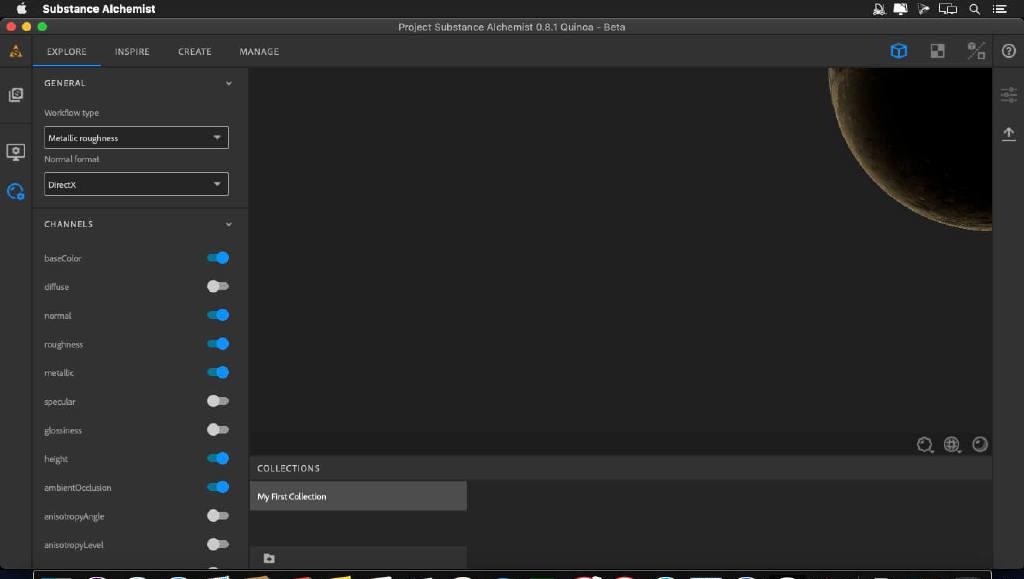 Substance Alchemist
Project Substance Alchemist 0.8.1 Quinoa - Beta
EXPLORE INSPIRE CREATE MANAGE
GENERAL
Workflow type
Metallic roughness
Normal format
DirectX
CHANNELS
baseColor
diffuse
normal
roughness
metallic
specular
glossiness
height
ambientOcclusion
anisotropyAngle
anisotropyLevel
COLLECTIONS
My First Collection